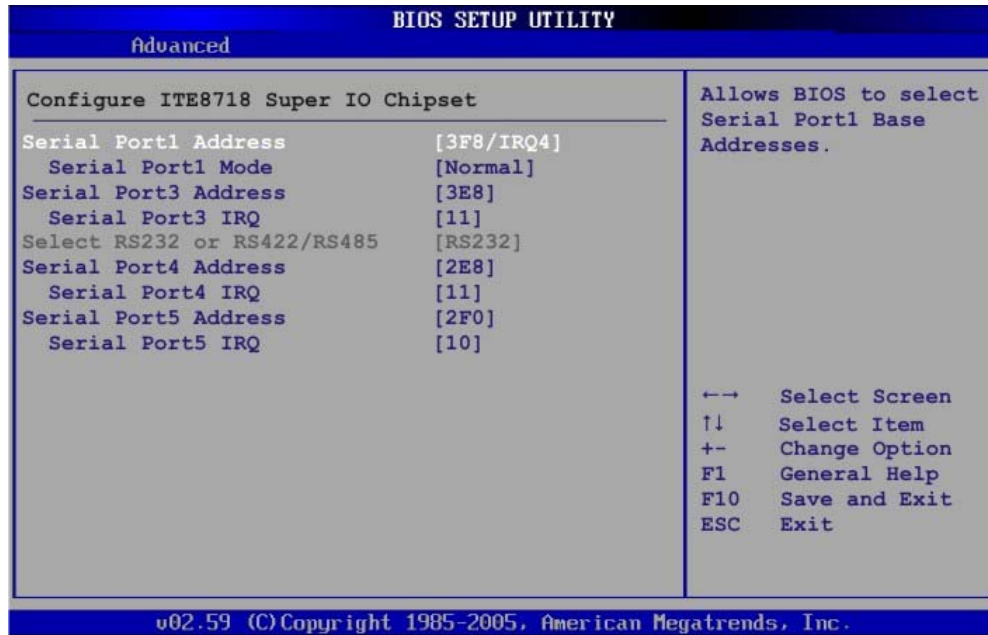 BIOS SETUP UTILITY
Advanced
Configure ITE8718 Super IO Chipset
Serial Port1 Address [3F8/IRQ4]
Serial Port1 Mode [Normal]
Serial Port3 Address [3E8]
Serial Port3 IRQ [11]
Select RS232 or RS422/RS485 [RS232]
Serial Port4 Address [2E8]
Serial Port4 IRQ [11]
Serial Port5 Address [2F0]
Serial Port5 IRQ [10]
Allows BIOS to select
Serial Port1 Base
Addresses.
←→ Select Screen
↑↓ Select Item
+- Change Option
F1 General Help
F10 Save and Exit
ESC Exit
v02.59 (C)Copyright 1985-2005, American Megatrends, Inc.